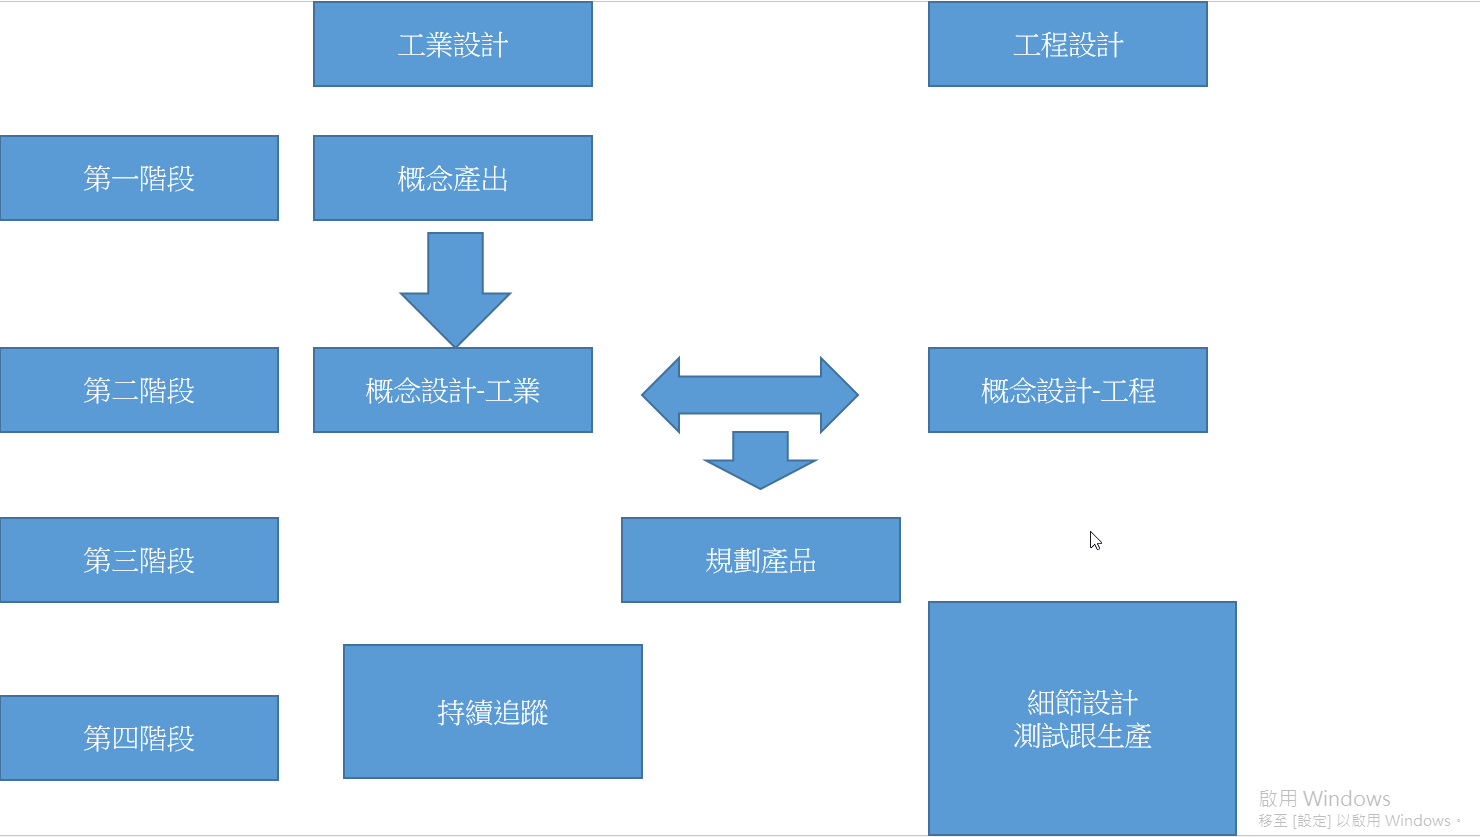 工業設計
工程設計
第一階段
概念產出
第二階段
概念設計-工業
概念設計-工程
第三階段
規劃產品
第四階段
持續追蹤
細節設計
測試跟生產
啟用 Windows
移至 [設定] 以啟用 Windows。